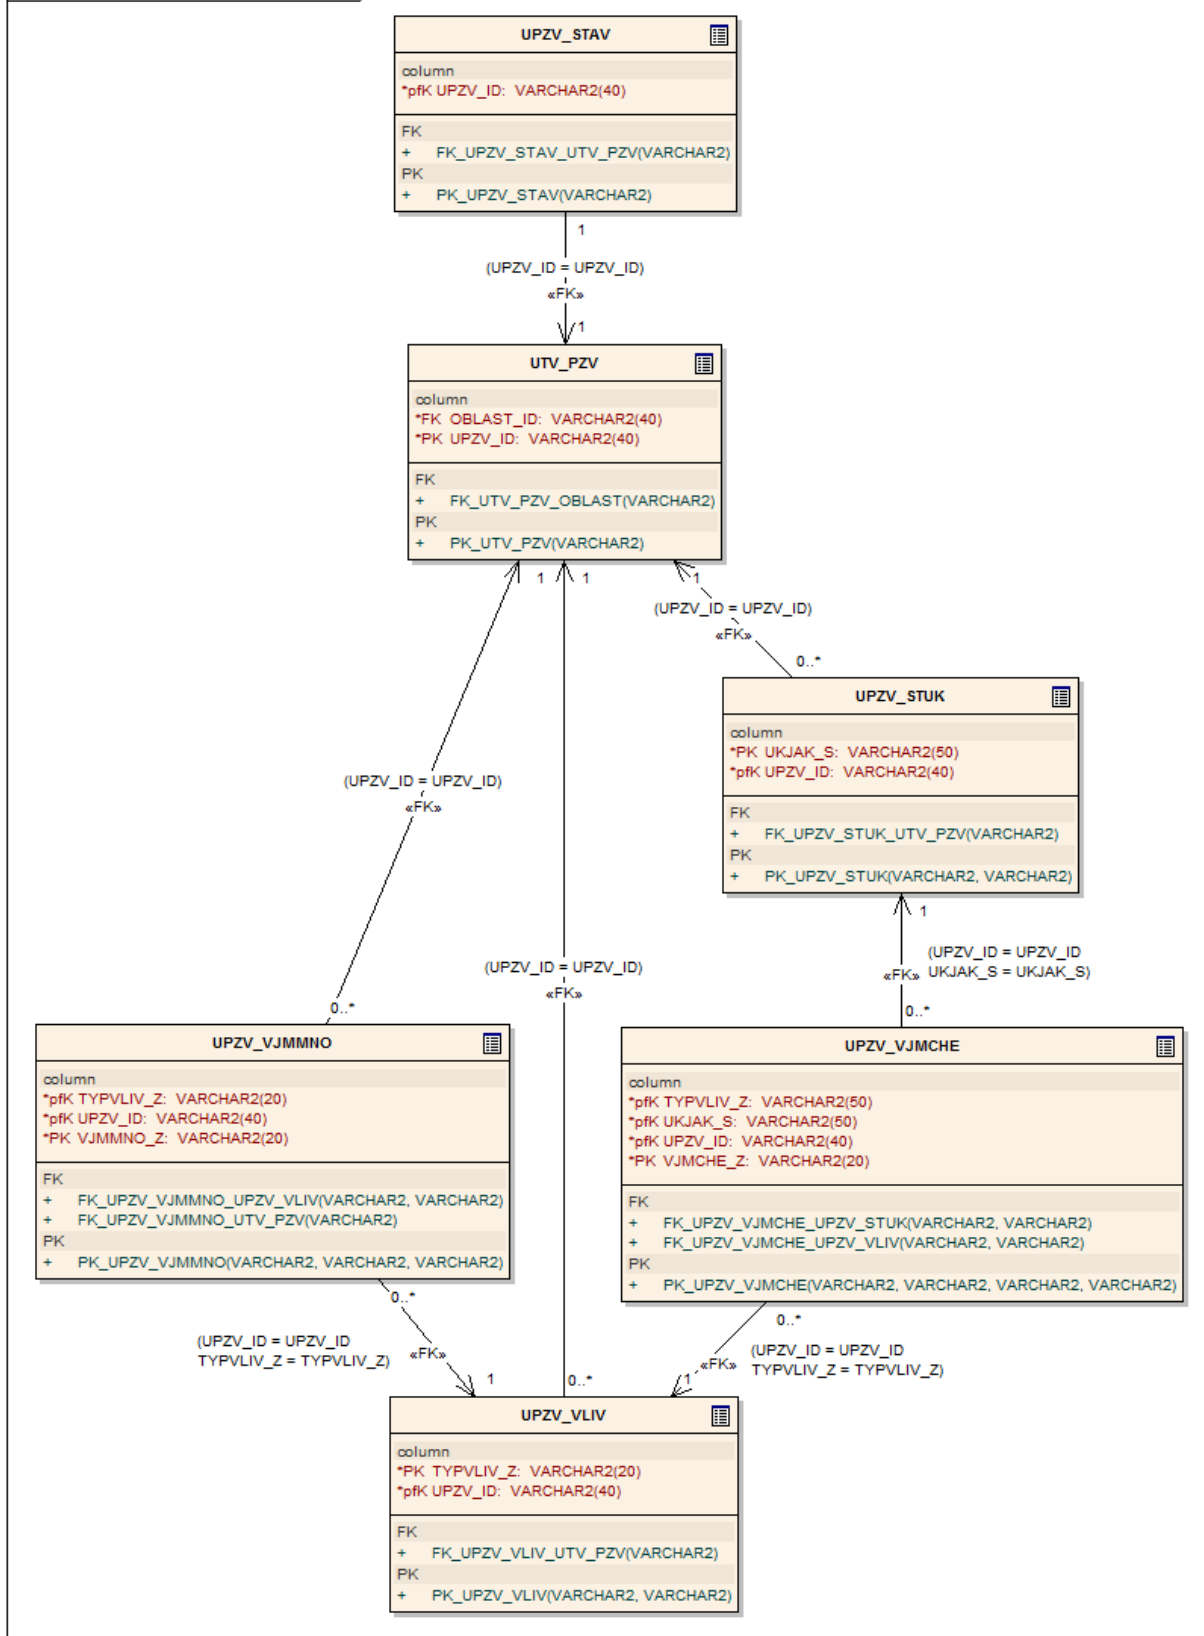 UPZV_STAV
column
*pfK UPZV_ID: VARCHAR2(40)
FK
+ FK_UPZV_STAV_UTV_PZV(VARCHAR2)
PK
+ PK_UPZV_STAV(VARCHAR2)
1
(UPZV_ID = UPZV_ID)
«FK»
1
UTV_PZV
column
*FK OBLAST_ID: VARCHAR2(40)
*PK UPZV_ID: VARCHAR2(40)
FK
+ FK_UTV_PZV_OBLAST(VARCHAR2)
PK
+ PK_UTV_PZV(VARCHAR2)
1
1
1
(UPZV_ID = UPZV_ID)
«FK»
0..*
UPZV_STUK
column
*PK UKJAK_S: VARCHAR2(50)
*pfK UPZV_ID: VARCHAR2(40)
FK
+ FK_UPZV_STUK_UTV_PZV(VARCHAR2)
PK
+ PK_UPZV_STUK(VARCHAR2, VARCHAR2)
(UPZV_ID = UPZV_ID)
«FK»
0..*
(UPZV_ID = UPZV_ID)
«FK»
1
(UPZV_ID = UPZV_ID
«FK» UKJAK_S = UKJAK_S)
0..*
UPZV_VJMMNO
column
*pfK TYPVLIV_Z: VARCHAR2(20)
*pfK UPZV_ID: VARCHAR2(40)
*PK VJMMNO_Z: VARCHAR2(20)
FK
+ FK_UPZV_VJMMNO_UPZV_VLIV(VARCHAR2, VARCHAR2)
+ FK_UPZV_VJMMNO_UTV_PZV(VARCHAR2)
PK
+ PK_UPZV_VJMMNO(VARCHAR2, VARCHAR2, VARCHAR2)
UPZV_VJMCHE
column
*pfK TYPVLIV_Z: VARCHAR2(50)
*pfK UKJAK_S: VARCHAR2(50)
*pfK UPZV_ID: VARCHAR2(40)
*PK VJMCHE_Z: VARCHAR2(20)
FK
+ FK_UPZV_VJMCHE_UPZV_STUK(VARCHAR2, VARCHAR2)
+ FK_UPZV_VJMCHE_UPZV_VLIV(VARCHAR2, VARCHAR2)
PK
+ PK_UPZV_VJMCHE(VARCHAR2, VARCHAR2, VARCHAR2, VARCHAR2)
0..*
(UPZV_ID = UPZV_ID
TYPVLIV_Z = TYPVLIV_Z)
«FK»
1
0..*
0..*
«FK»
(UPZV_ID = UPZV_ID
TYPVLIV_Z = TYPVLIV_Z)
1
UPZV_VLIV
column
*PK TYPVLIV_Z: VARCHAR2(20)
*pfK UPZV_ID: VARCHAR2(40)
FK
+ FK_UPZV_VLIV_UTV_PZV(VARCHAR2)
PK
+ PK_UPZV_VLIV(VARCHAR2, VARCHAR2)